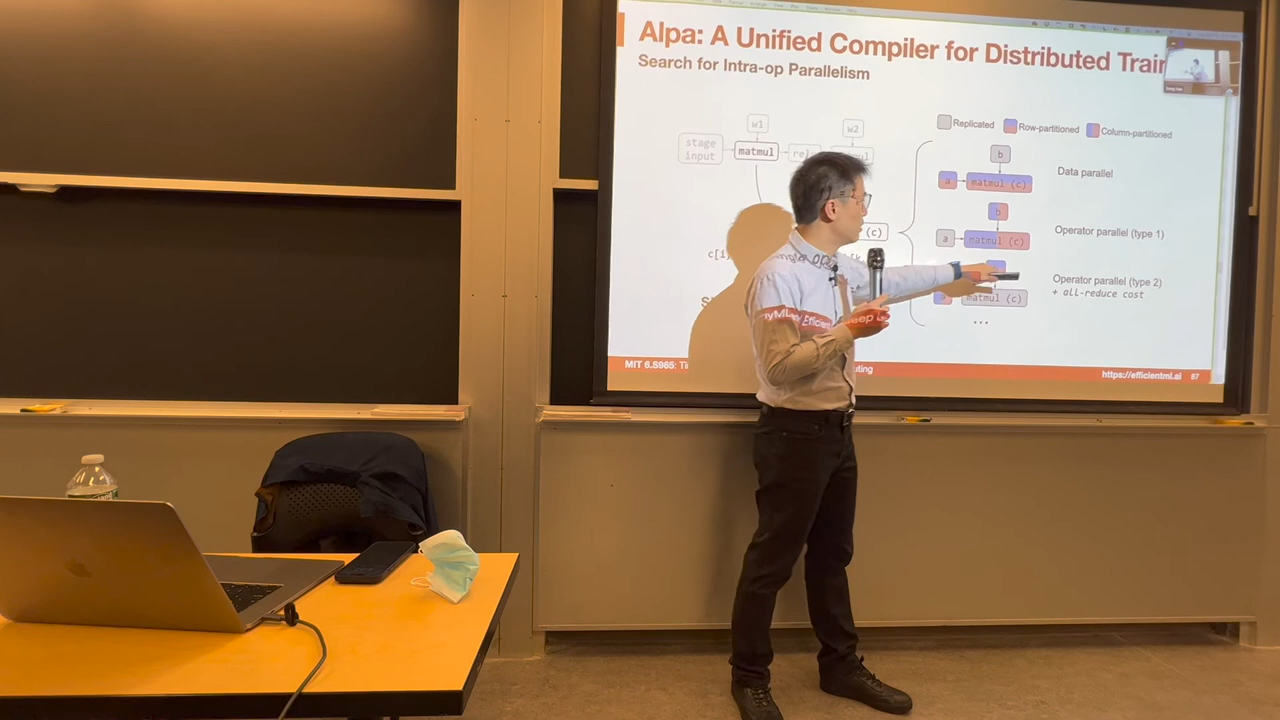 Alpa: A Unified Compiler for Distributed Train
Search for Intra-op Parallelism
Replicated Row-partitioned Column-partitioned
w1 w2
stage input matmul
b
a matmul (c) Data parallel
b
a matmul (c) Operator parallel (type 1)
(c)
c[i
Operator parallel (type 2)
matmul (c) + all-reduce cost
...
MIT 6.S965: https://efficientml.ai 87